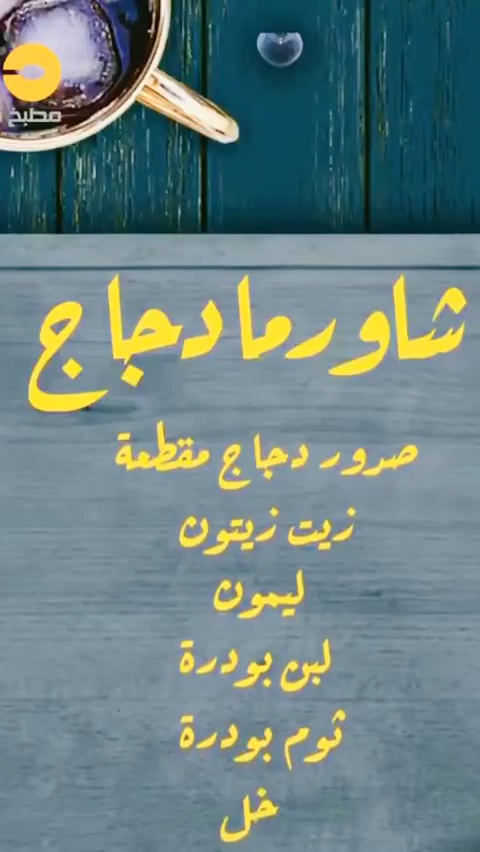 مطبخ
شاورما دجاج
صدور دجاج مقطعة
زيت زيتون
ليمون
لبن بودرة
ثوم بودرة
خل